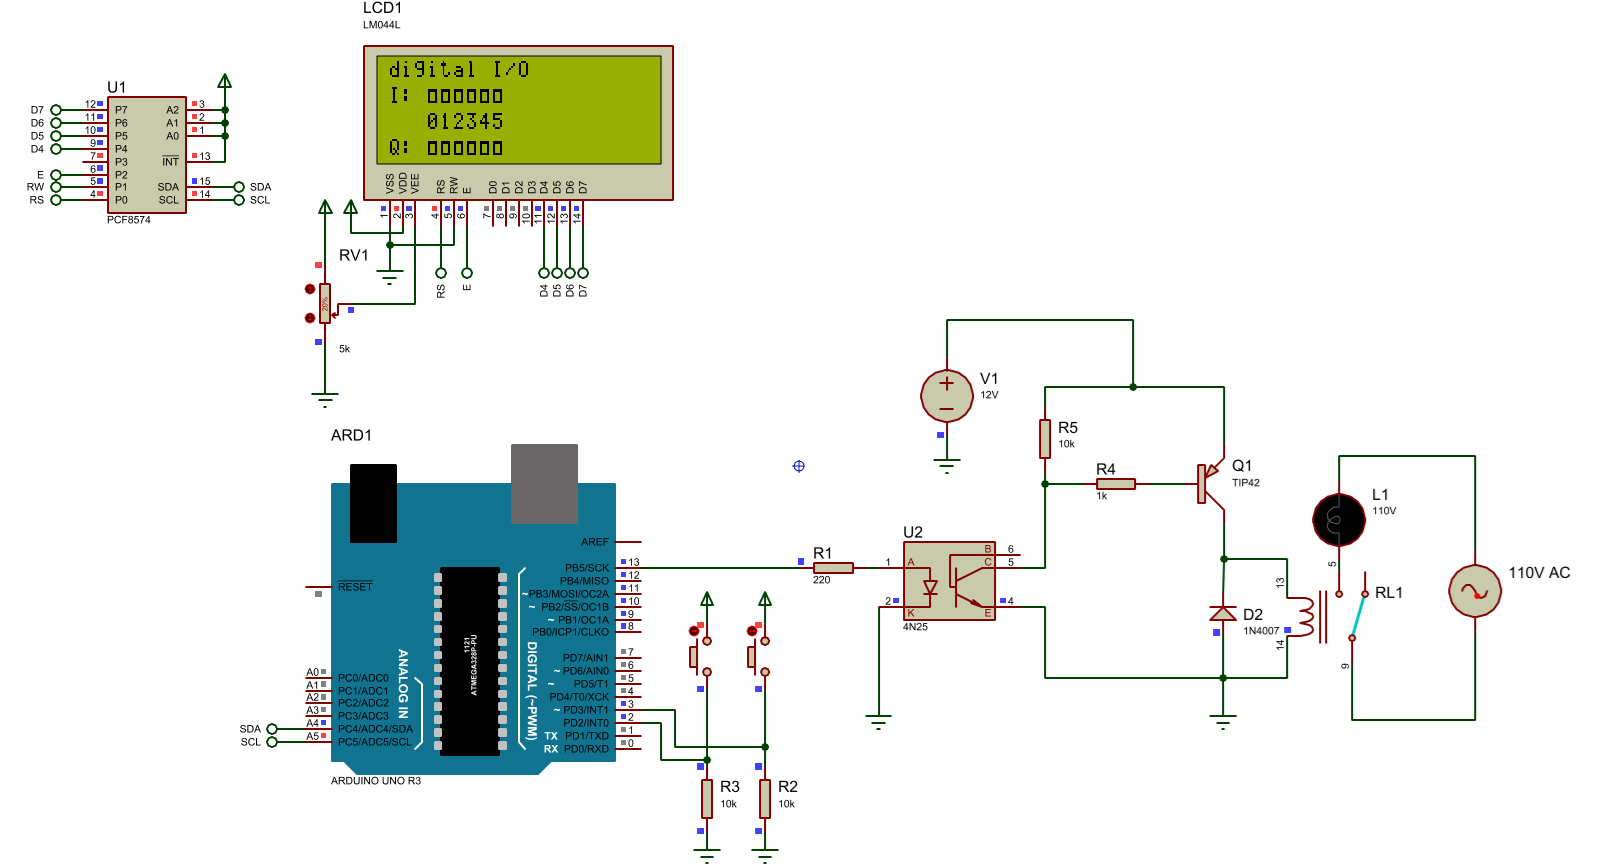 LCD1
LM044L
digital I/O
I: 000000
012345
Q: 000000
VSS VDD VEE RS RW E D0 D1 D2 D3 D4 D5 D6 D7
1 2 3 4 5 6 7 8 9 10 11 12 13 14
RS E D4 D5 D6 D7
U1
D7 12 P7 A2 3
D6 11 P6 A1 2
D5 10 P5 A0 1
D4 9 P4
7 P3 INT 13
E 6 P2
RW 5 P1 SDA 15 SDA
RS 4 P0 SCL 14 SCL
PCF8574
RV1
20%
5k
V1
12V
R5
10k
R4
1k
Q1
TIP42
L1
110V
110V AC
RL1
5
9
13
14
D2
1N4007
U2
1 A B 6
C 5
2 K E 4
4N25
R1
220
ARD1
AREF
PB5/SCK 13
PB4/MISO 12
~PB3/MOSI/OC2A 11
~ PB2/SS/OC1B 10
~ PB1/OC1A 9
PB0/ICP1/CLKO 8
PD7/AIN1 7
~ PD6/AIN0 6
~ PD5/T1 5
PD4/T0/XCK 4
~ PD3/INT1 3
PD2/INT0 2
TX PD1/TXD 1
RX PD0/RXD 0
RESET
DIGITAL (~PWM)
ANALOG IN
1121
ATMEGA328P-PU
A0 PC0/ADC0
A1 PC1/ADC1
A2 PC2/ADC2
A3 PC3/ADC3
SDA A4 PC4/ADC4/SDA
SCL A5 PC5/ADC5/SCL
ARDUINO UNO R3
R3
10k
R2
10k